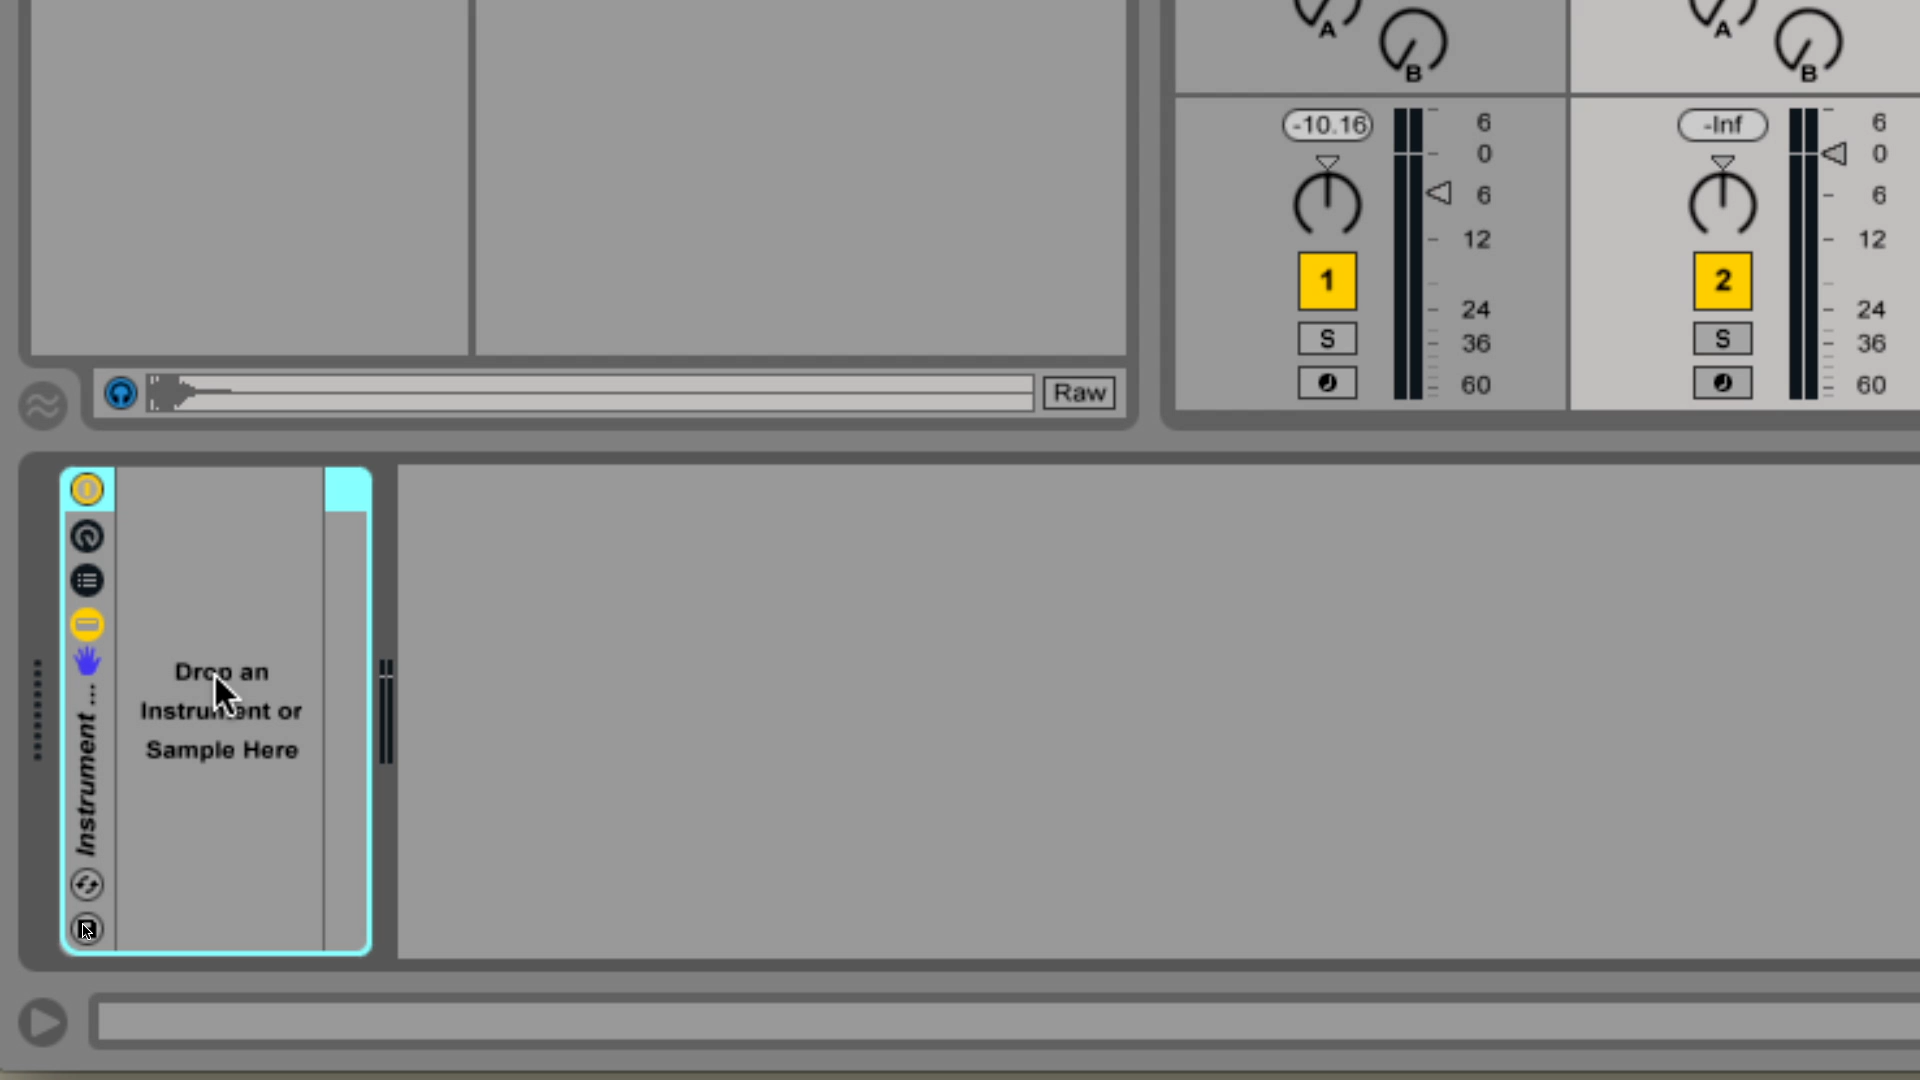 A
B
A
B
-10.16
6
0
6
12
24
36
60
1
S
-Inf
6
0
6
12
24
36
60
2
S
Raw
Instrument ...
Drop an
Instrument or
Sample Here